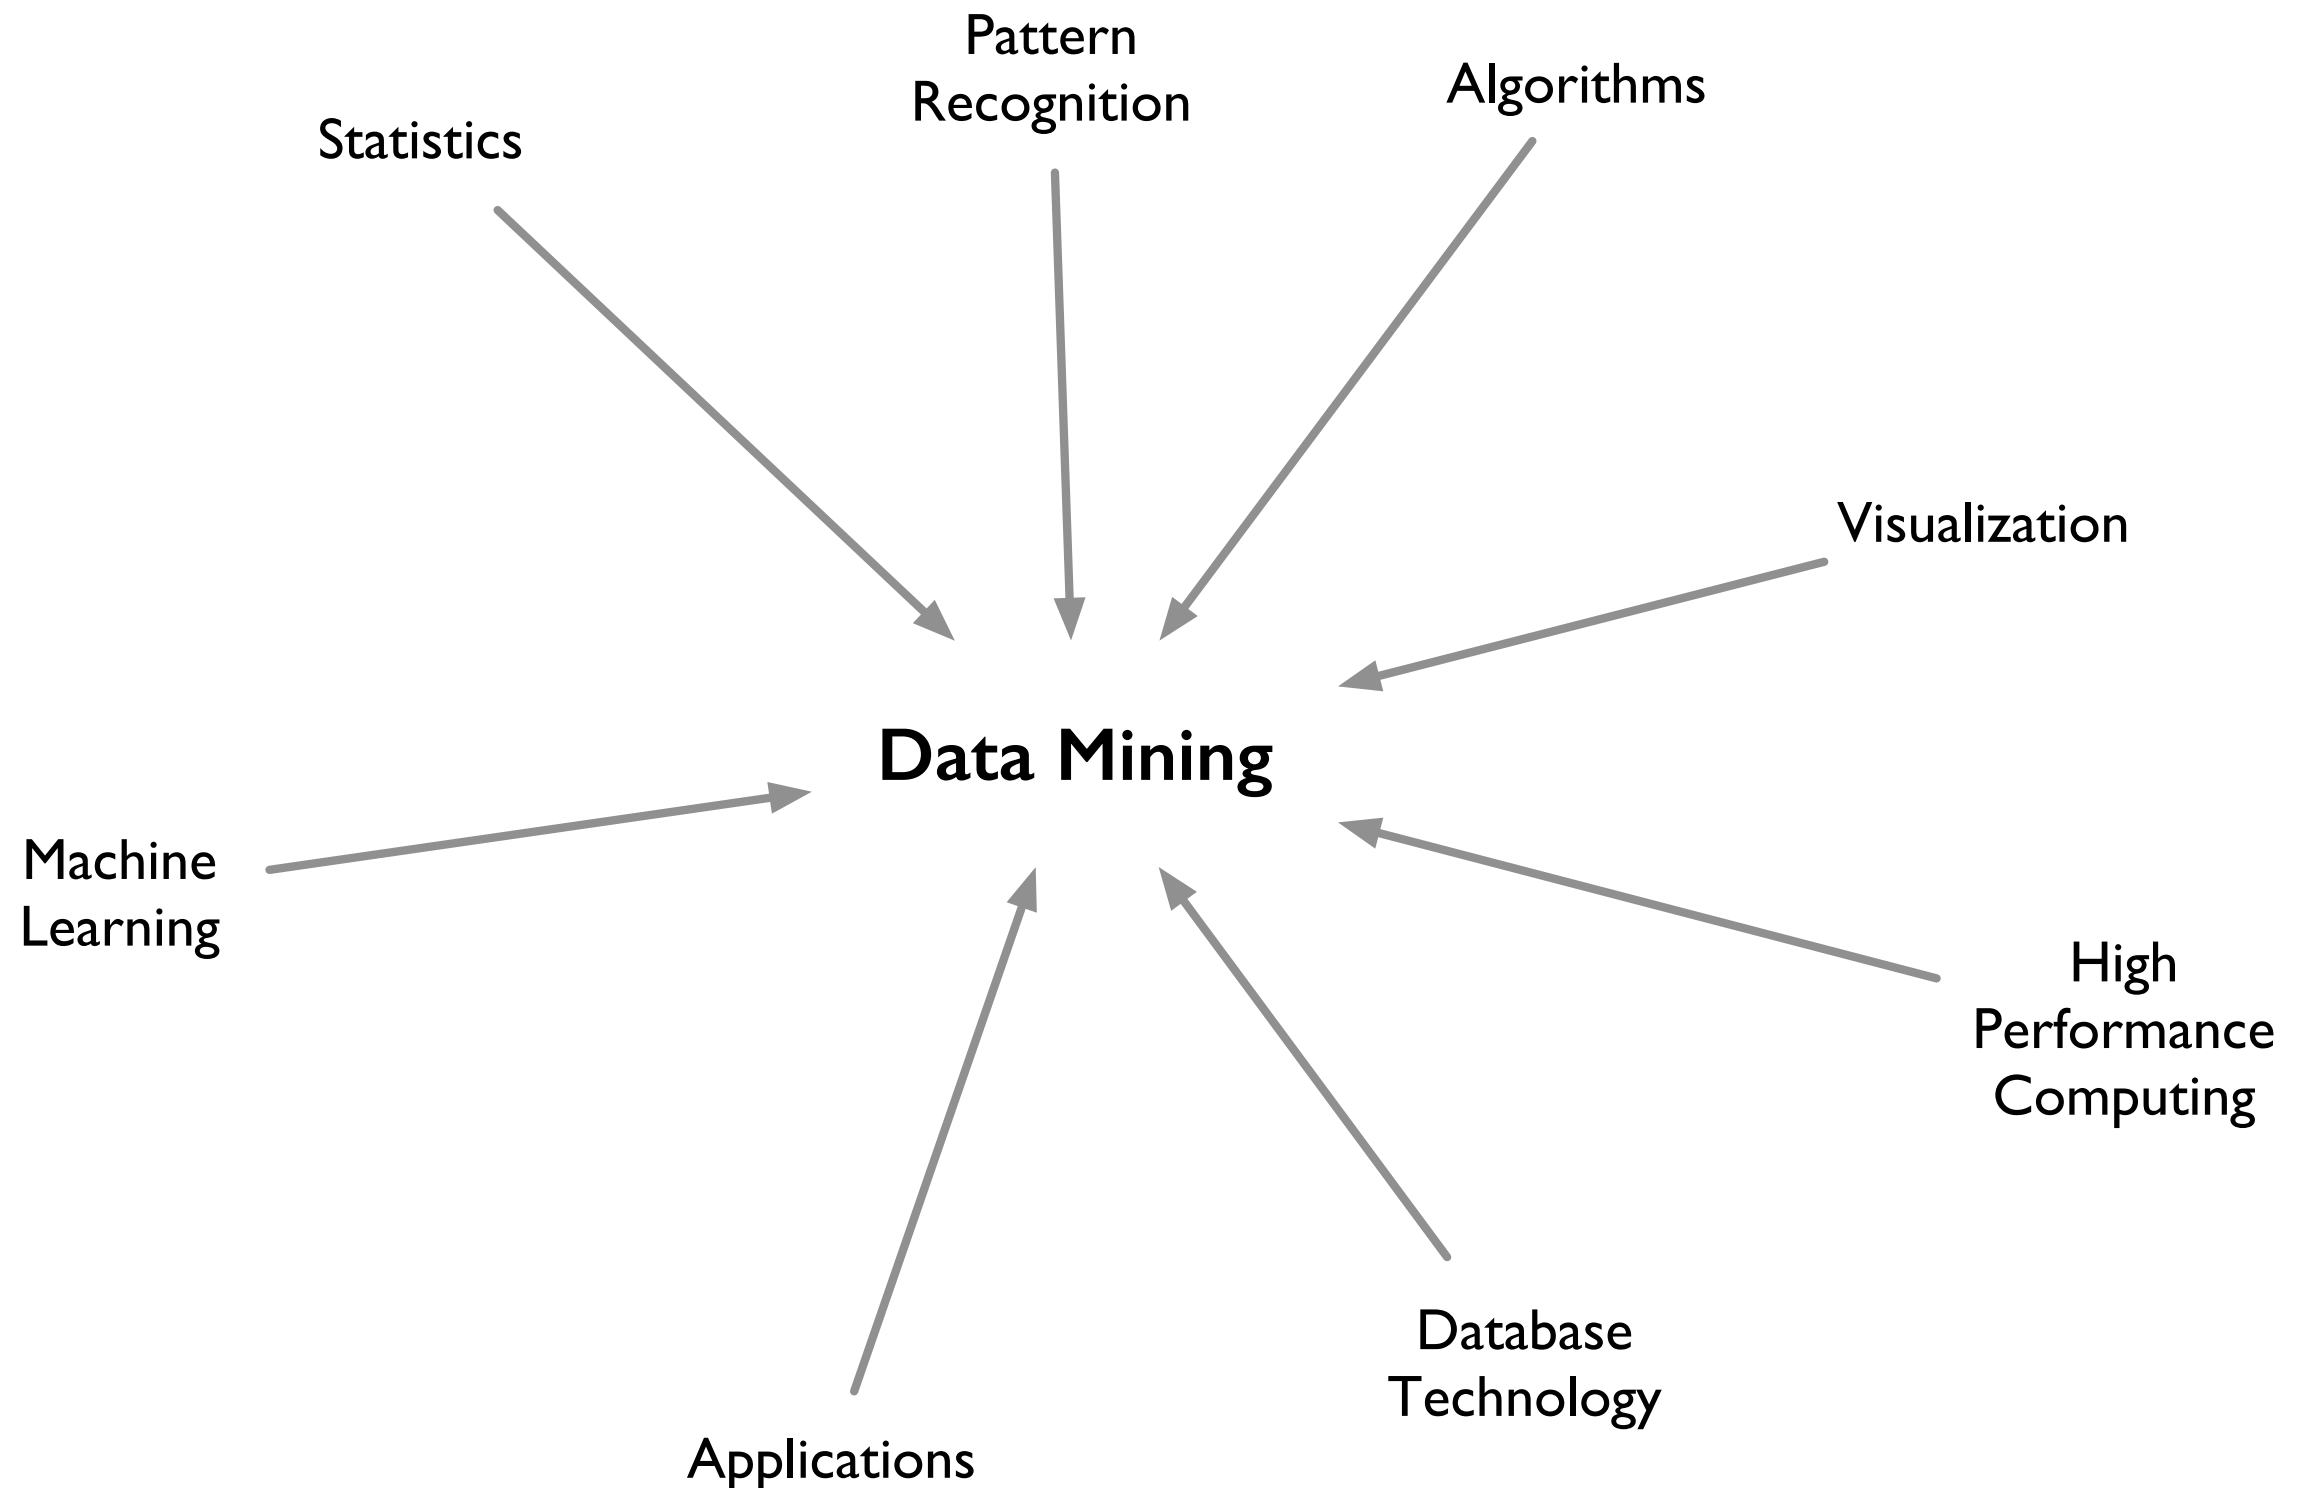 Pattern
Recognition
Algorithms
Statistics
Visualization
Data Mining
Machine
Learning
High
Performance
Computing
Database
Technology
Applications